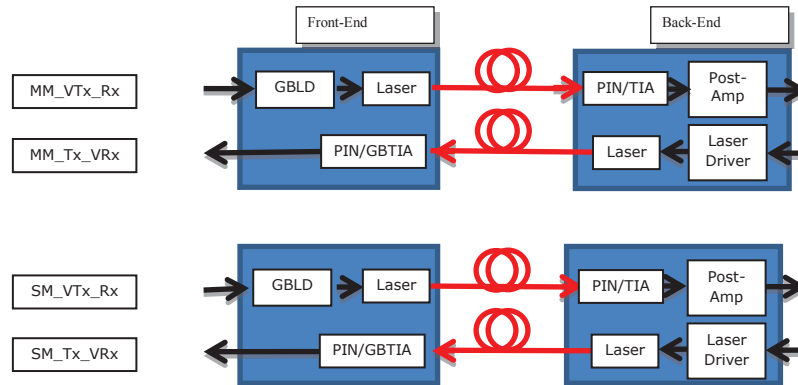 Front-End
Back-End
MM_VTx_Rx
GBLD
Laser
PIN/TIA
Post-
Amp
MM_Tx_VRx
PIN/GBTIA
Laser
Laser
Driver
SM_VTx_Rx
GBLD
Laser
PIN/TIA
Post-
Amp
SM_Tx_VRx
PIN/GBTIA
Laser
Laser
Driver